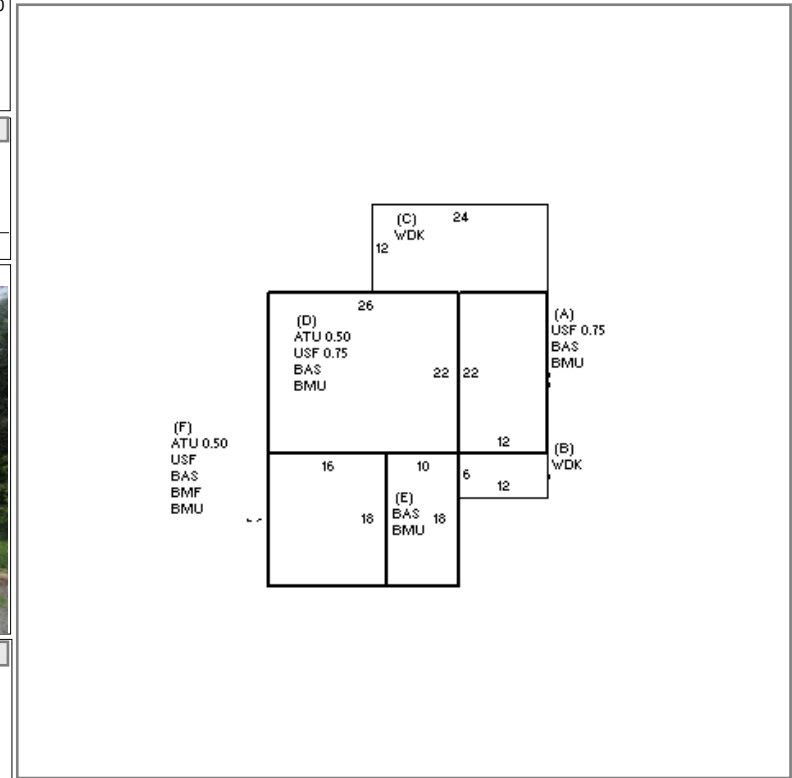 (C) 24
WDK
12
26
(D)
ATU 0.50
USF 0.75
BAS
BMU
22 22
(A)
USF 0.75
BAS
BMU
12
(B)
WDK
6
12
(F)
ATU 0.50
USF
BAS
BMF
BMU
16 10
(E)
BAS
BMU
18 18